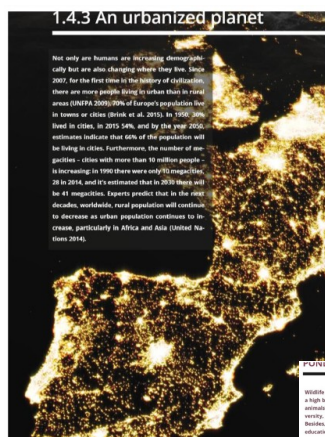 1.4.3 An urbanized planet
Not only are humans are increasing demographi-
cally but are also changing where they live. Since
2007, for the first time in the history of civilization,
there are more people living in urban than in rural
areas (UNFPA 2009). 70% of Europe's population live
in towns or cities (Brink et al. 2015). In 1950, 30%
lived in cities, in 2015 54%, and by the year 2050,
estimates indicate that 66% of the population will
be living in cities. Furthermore, the number of me-
gacities – cities with more than 10 million people –
is increasing: in 1990 there were only 10 megacities,
28 in 2014, and it's estimated that in 2030 there will
be 41 megacities. Experts predict that in the next
decades, worldwide, rural population will continue
to decrease as urban population continues to in-
crease, particularly in Africa and Asia (United Na-
tions 2014).
Wildlife
a high b
animals
versity,
Besides,
educati